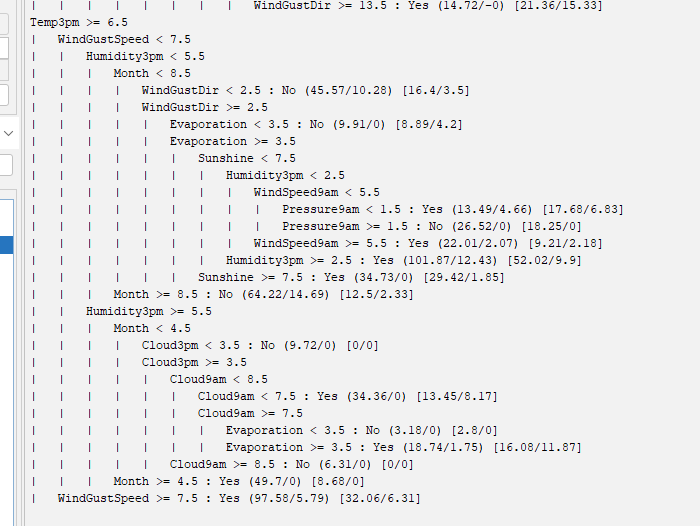 |   |   |   |   |   |   |   |   WindGustDir >= 13.5 : Yes (14.72/-0) [21.36/15.33]
Temp3pm >= 6.5
|   WindGustSpeed < 7.5
|   |   Humidity3pm < 5.5
|   |   |   Month < 8.5
|   |   |   |   WindGustDir < 2.5 : No (45.57/10.28) [16.4/3.5]
|   |   |   |   WindGustDir >= 2.5
|   |   |   |   |   Evaporation < 3.5 : No (9.91/0) [8.89/4.2]
|   |   |   |   |   Evaporation >= 3.5
|   |   |   |   |   |   Sunshine < 7.5
|   |   |   |   |   |   |   Humidity3pm < 2.5
|   |   |   |   |   |   |   |   WindSpeed9am < 5.5
|   |   |   |   |   |   |   |   |   Pressure9am < 1.5 : Yes (13.49/4.66) [17.68/6.83]
|   |   |   |   |   |   |   |   |   Pressure9am >= 1.5 : No (26.52/0) [18.25/0]
|   |   |   |   |   |   |   |   WindSpeed9am >= 5.5 : Yes (22.01/2.07) [9.21/2.18]
|   |   |   |   |   |   |   Humidity3pm >= 2.5 : Yes (101.87/12.43) [52.02/9.9]
|   |   |   |   |   |   Sunshine >= 7.5 : Yes (34.73/0) [29.42/1.85]
|   |   |   Month >= 8.5 : No (64.22/14.69) [12.5/2.33]
|   |   Humidity3pm >= 5.5
|   |   |   Month < 4.5
|   |   |   |   Cloud3pm < 3.5 : No (9.72/0) [0/0]
|   |   |   |   Cloud3pm >= 3.5
|   |   |   |   |   Cloud9am < 8.5
|   |   |   |   |   |   Cloud9am < 7.5 : Yes (34.36/0) [13.45/8.17]
|   |   |   |   |   |   Cloud9am >= 7.5
|   |   |   |   |   |   |   Evaporation < 3.5 : No (3.18/0) [2.8/0]
|   |   |   |   |   |   |   Evaporation >= 3.5 : Yes (18.74/1.75) [16.08/11.87]
|   |   |   |   |   Cloud9am >= 8.5 : No (6.31/0) [0/0]
|   |   |   Month >= 4.5 : Yes (49.7/0) [8.68/0]
|   WindGustSpeed >= 7.5 : Yes (97.58/5.79) [32.06/6.31]